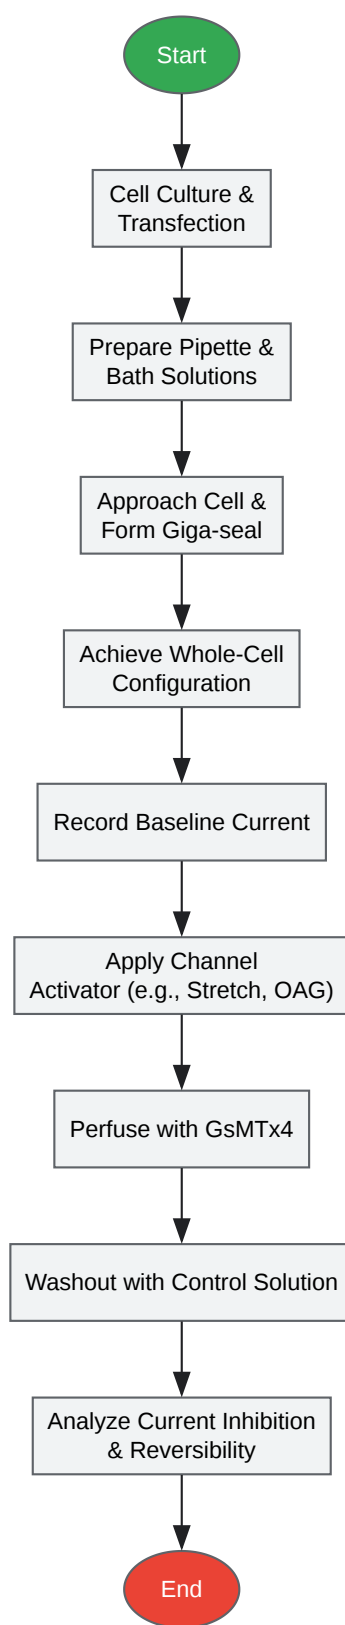 Start
Cell Culture &
Transfection
Prepare Pipette &
Bath Solutions
Approach Cell &
Form Giga-seal
Achieve Whole-Cell
Configuration
Record Baseline Current
Apply Channel
Activator (e.g., Stretch, OAG)
Perfuse with GsMTx4
Washout with Control Solution
Analyze Current Inhibition
& Reversibility
End